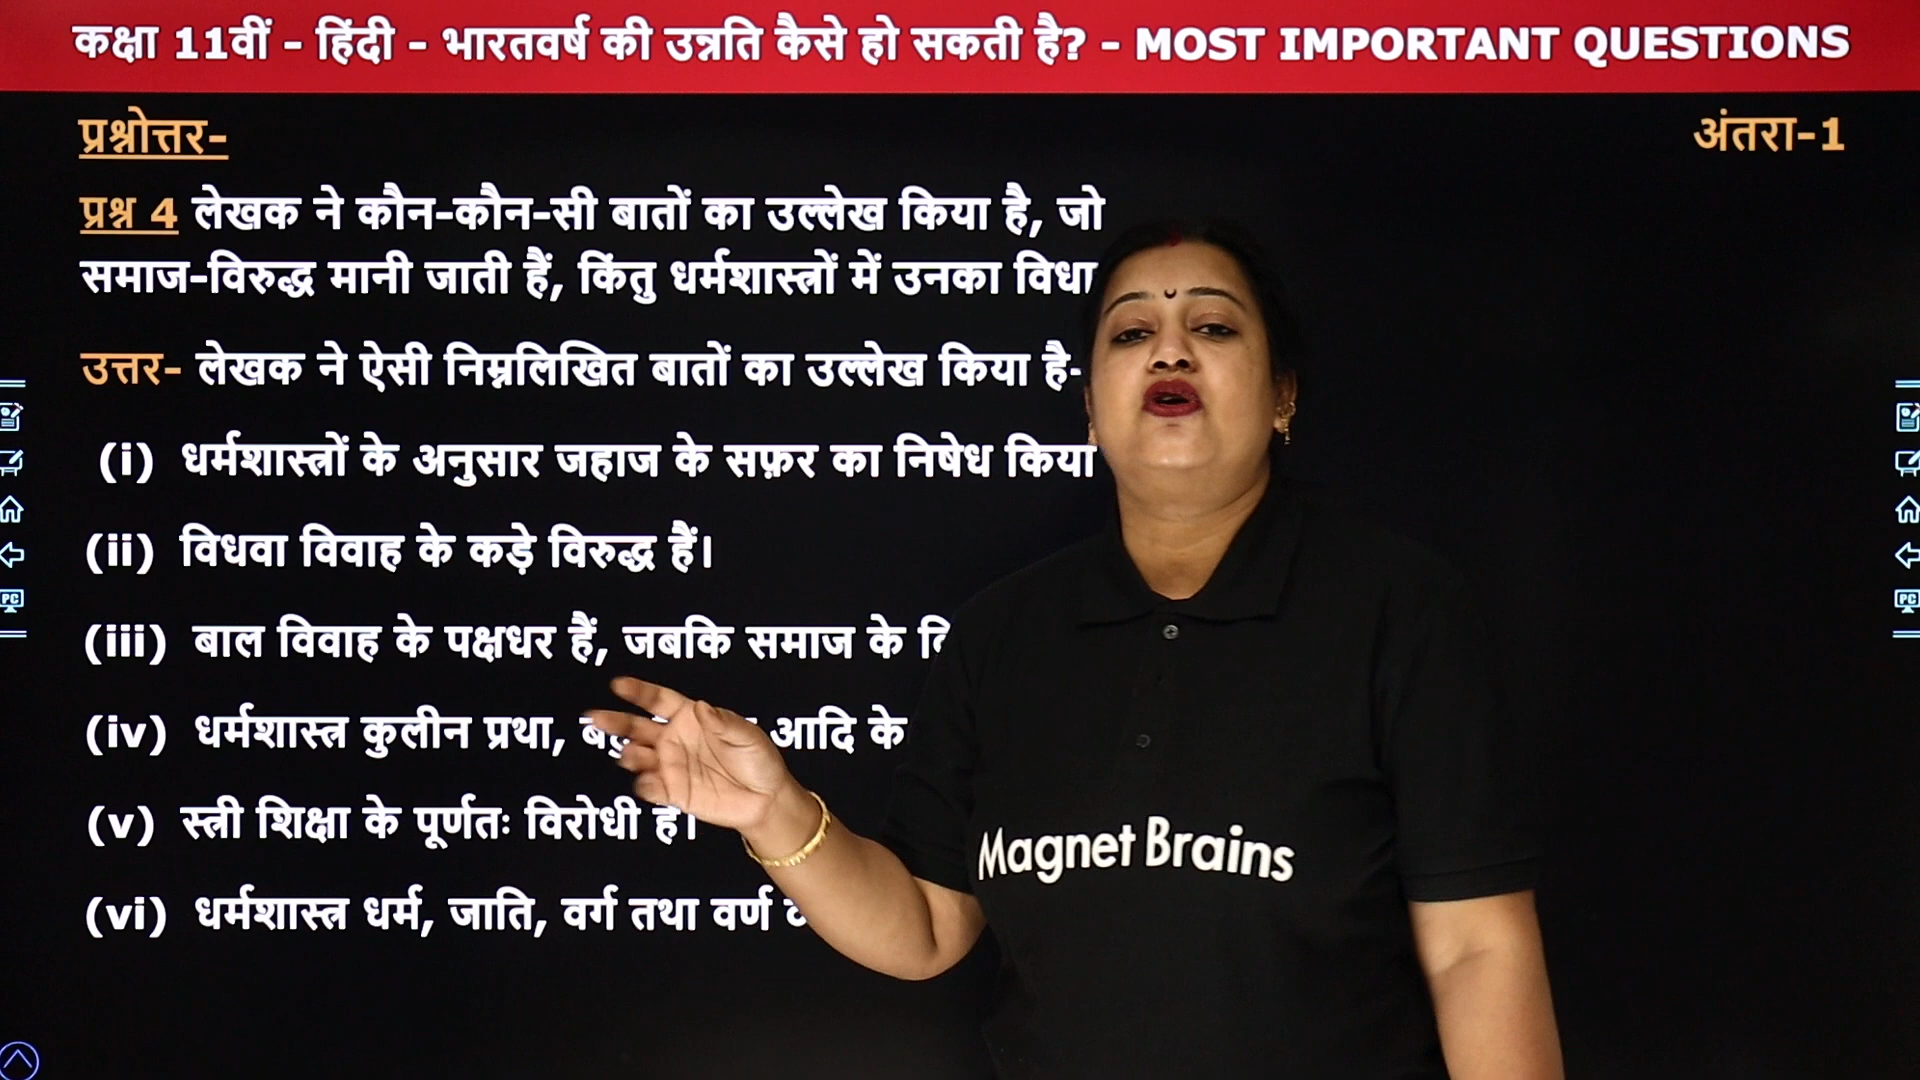 कक्षा 11वीं - हिंदी - भारतवर्ष की उन्नति कैसे हो सकती है? - MOST IMPORTANT QUESTIONS
प्रश्नोत्तर-
अंतरा-1
प्रश्न 4 लेखक ने कौन-कौन-सी बातों का उल्लेख किया है, जो
समाज-विरुद्ध मानी जाती हैं, किंतु धर्मशास्त्रों में उनका
उत्तर- लेखक ने ऐसी निम्नलिखित बातों का उल्लेख किया है-
(i) धर्मशास्त्रों के अनुसार जहाज के सफ़र का निषेध किया
(ii) विधवा विवाह के कड़े विरुद्ध हैं।
(iii) बाल विवाह के पक्षधर हैं, जबकि समाज के
(iv) धर्मशास्त्र कुलीन प्रथा, आदि के
(v) स्त्री शिक्षा के पूर्णतः विरोधी हैं।
(vi) धर्मशास्त्र धर्म, जाति, वर्ग तथा वर्ण
Magnet Brains
PC
PC